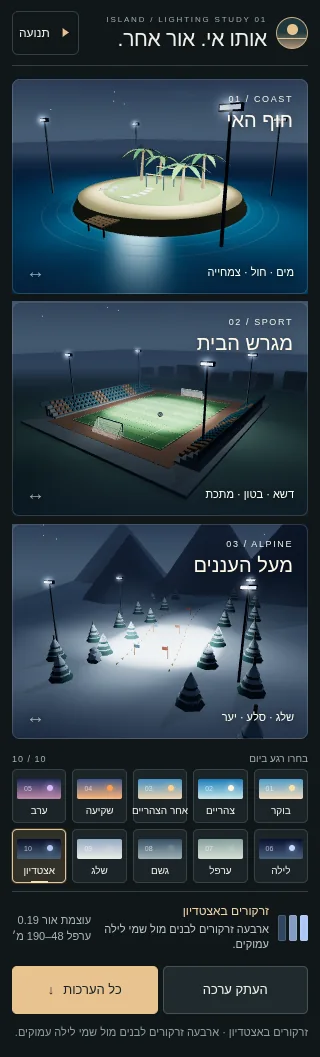 ISLAND / LIGHTING STUDY 01
אותו אי. אור אחר.
תנועה
01 / COAST
חוף האי
מים · חול · צמחייה
02 / SPORT
מגרש הבית
דשא · בטון · מתכת
03 / ALPINE
מעל העננים
שלג · סלע · יער
בחרו רגע ביום
10 / 10
01
בוקר
02
צהריים
03
אחר הצהריים
04
שקיעה
05
ערב
06
לילה
07
ערפל
08
גשם
09
שלג
10
אצטדיון
זרקורים באצטדיון
ארבעה זרקורים לבנים מול שמי לילה
עמוקים.
עוצמת אור 0.19
ערפל 48–190 מ׳
העתק ערכה
כל הערכות ↓
זרקורים באצטדיון · ארבעה זרקורים לבנים מול שמי לילה עמוקים.